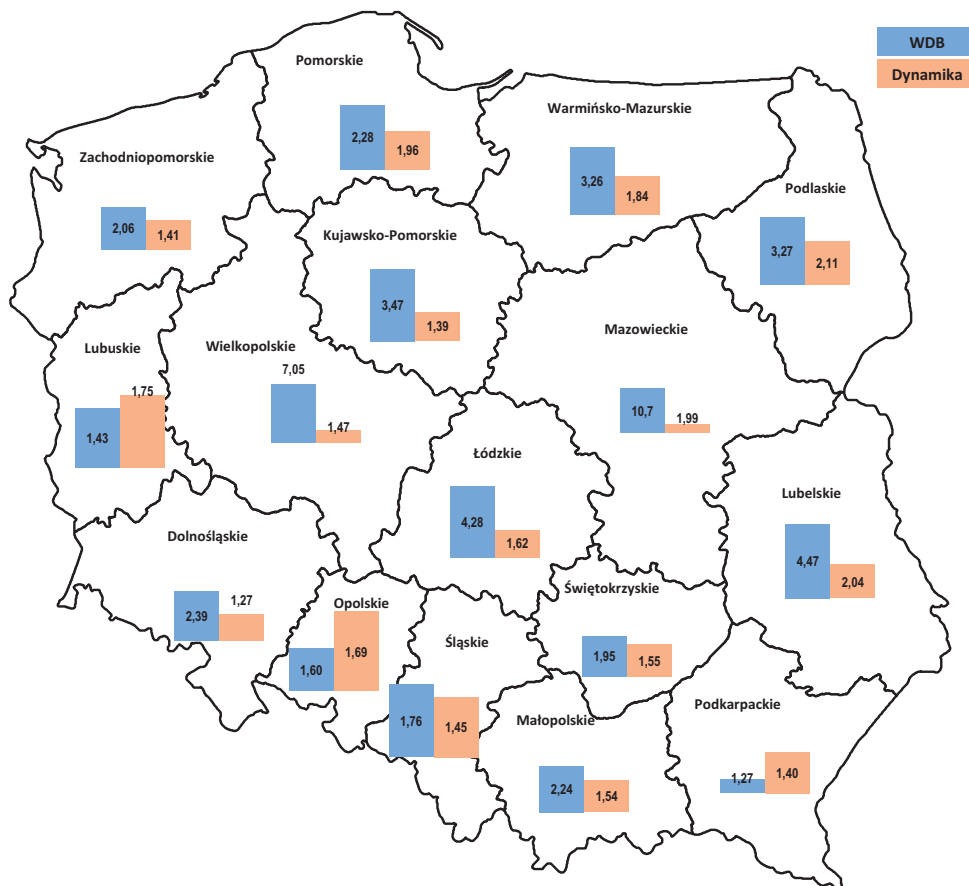 WDB
Dynamika
Pomorskie
2,28
1,96
Warmińsko-Mazurskie
3,26
1,84
Zachodniopomorskie
2,06
1,41
Podlaskie
3,27
2,11
Kujawsko-Pomorskie
3,47
1,39
Mazowieckie
10,7
1,99
Lubuskie
1,75
1,43
Wielkopolskie
7,05
1,47
Łódzkie
4,28
1,62
Lubelskie
4,47
2,04
Dolnośląskie
2,39
1,27
Opolskie
1,60
1,69
Śląskie
1,76
1,45
Świętokrzyskie
1,95
1,55
Małopolskie
2,24
1,54
Podkarpackie
1,27
1,40